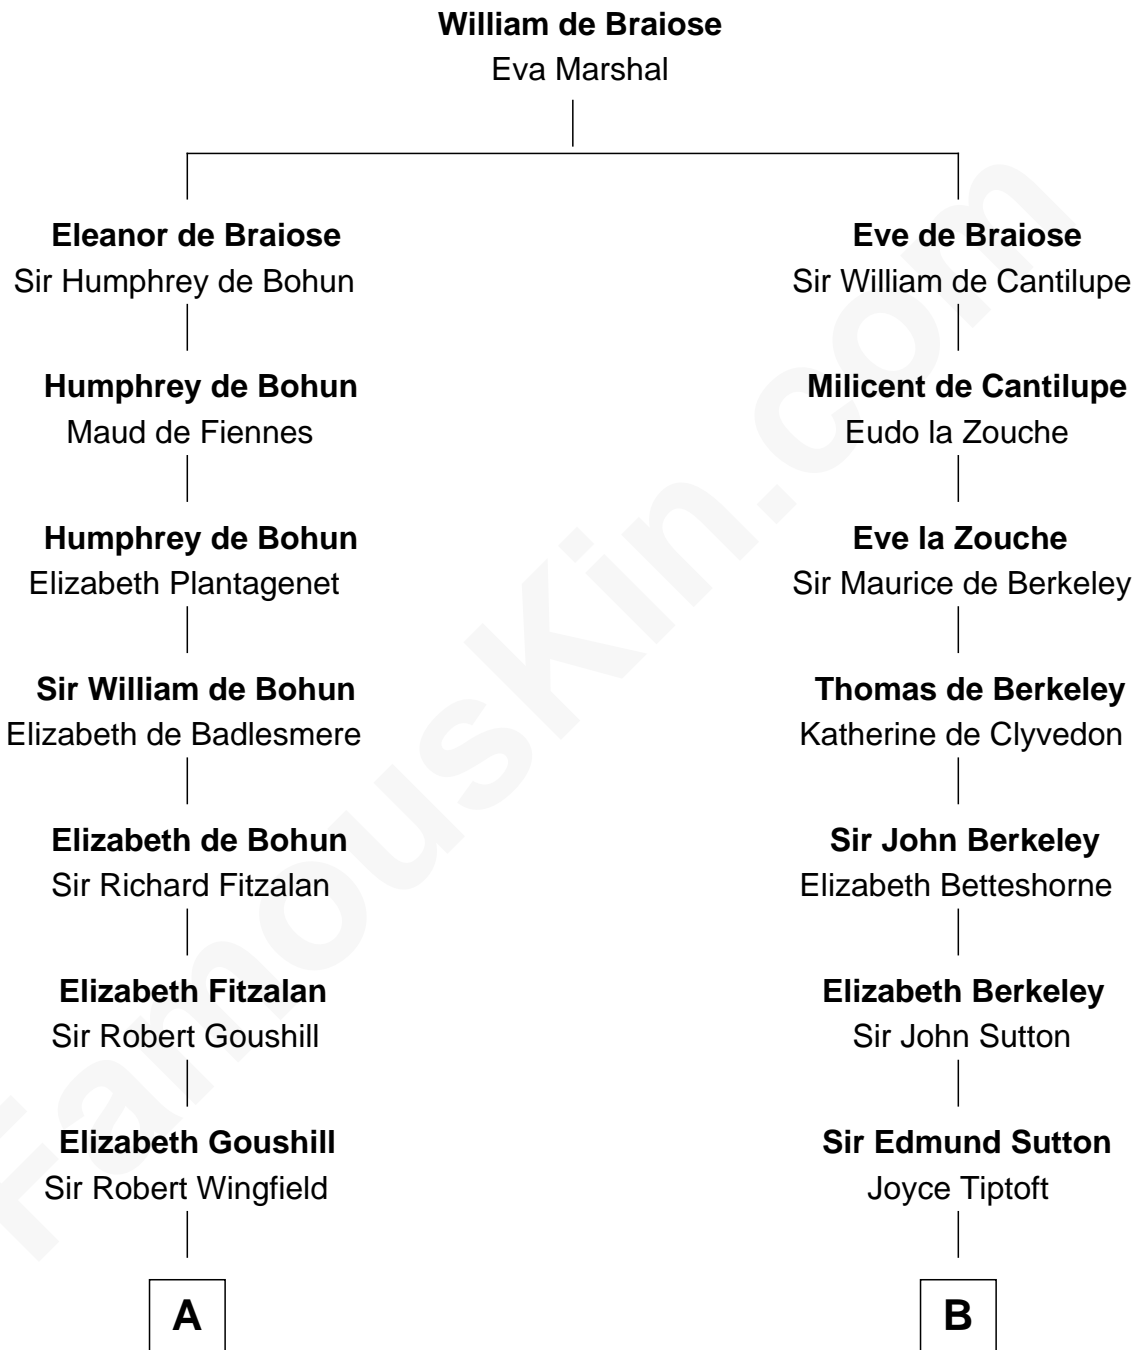 William de Braiose
Eva Marshal
Eleanor de Braiose
Sir Humphrey de Bohun
Humphrey de Bohun
Maud de Fiennes
Humphrey de Bohun
Elizabeth Plantagenet
Sir William de Bohun
Elizabeth de Badlesmere
Elizabeth de Bohun
Sir Richard Fitzalan
Elizabeth Fitzalan
Sir Robert Goushill
Elizabeth Goushill
Sir Robert Wingfield
A
Eve de Braiose
Sir William de Cantilupe
Milicent de Cantilupe
Eudo la Zouche
Eve la Zouche
Sir Maurice de Berkeley
Thomas de Berkeley
Katherine de Clyvedon
Sir John Berkeley
Elizabeth Betteshorne
Elizabeth Berkeley
Sir John Sutton
Sir Edmund Sutton
Joyce Tiptoft
B
FamousKin.com